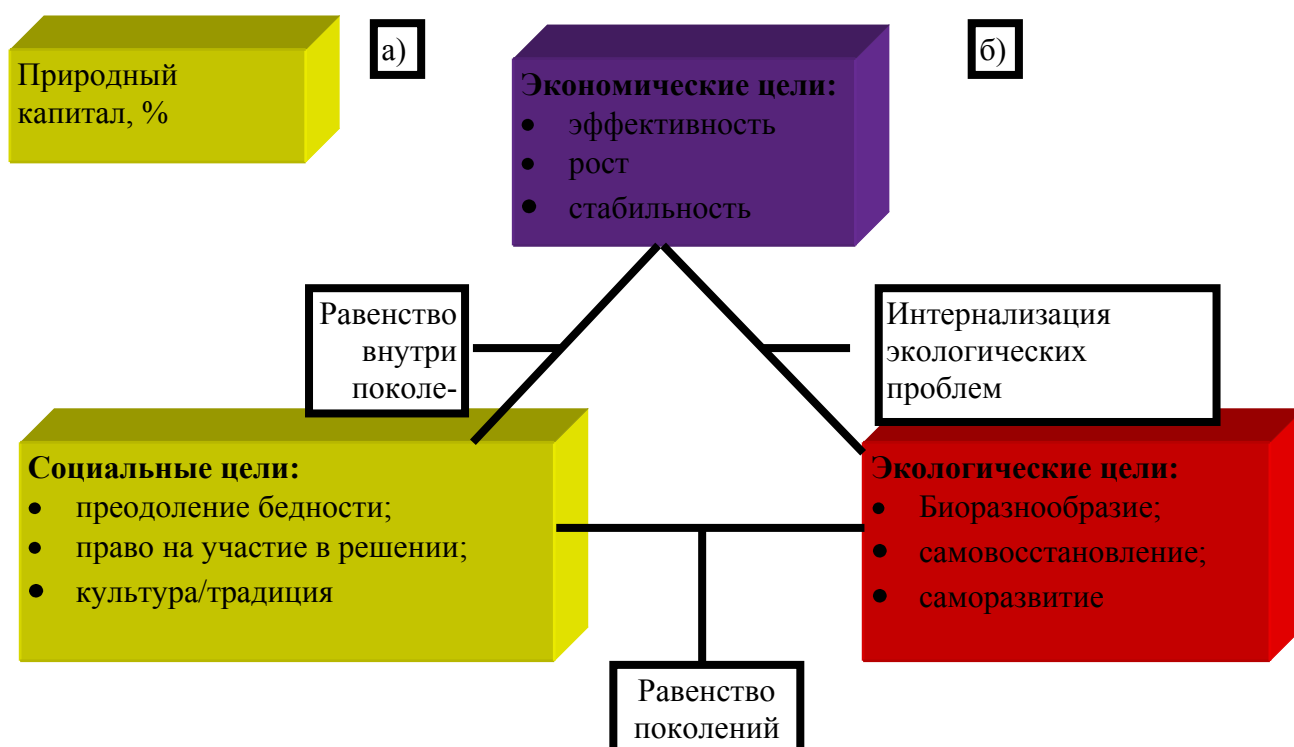 Природный
капитал, %
а)
б)
Экономические цели:
• эффективность
• рост
• стабильность
Равенство
внутри
поколе-
Интернализация
экологических
проблем
Социальные цели:
• преодоление бедности;
• право на участие в решении;
• культура/традиция
Экологические цели:
• Биоразнообразие;
• самовосстановление;
• саморазвитие
Равенство
поколений